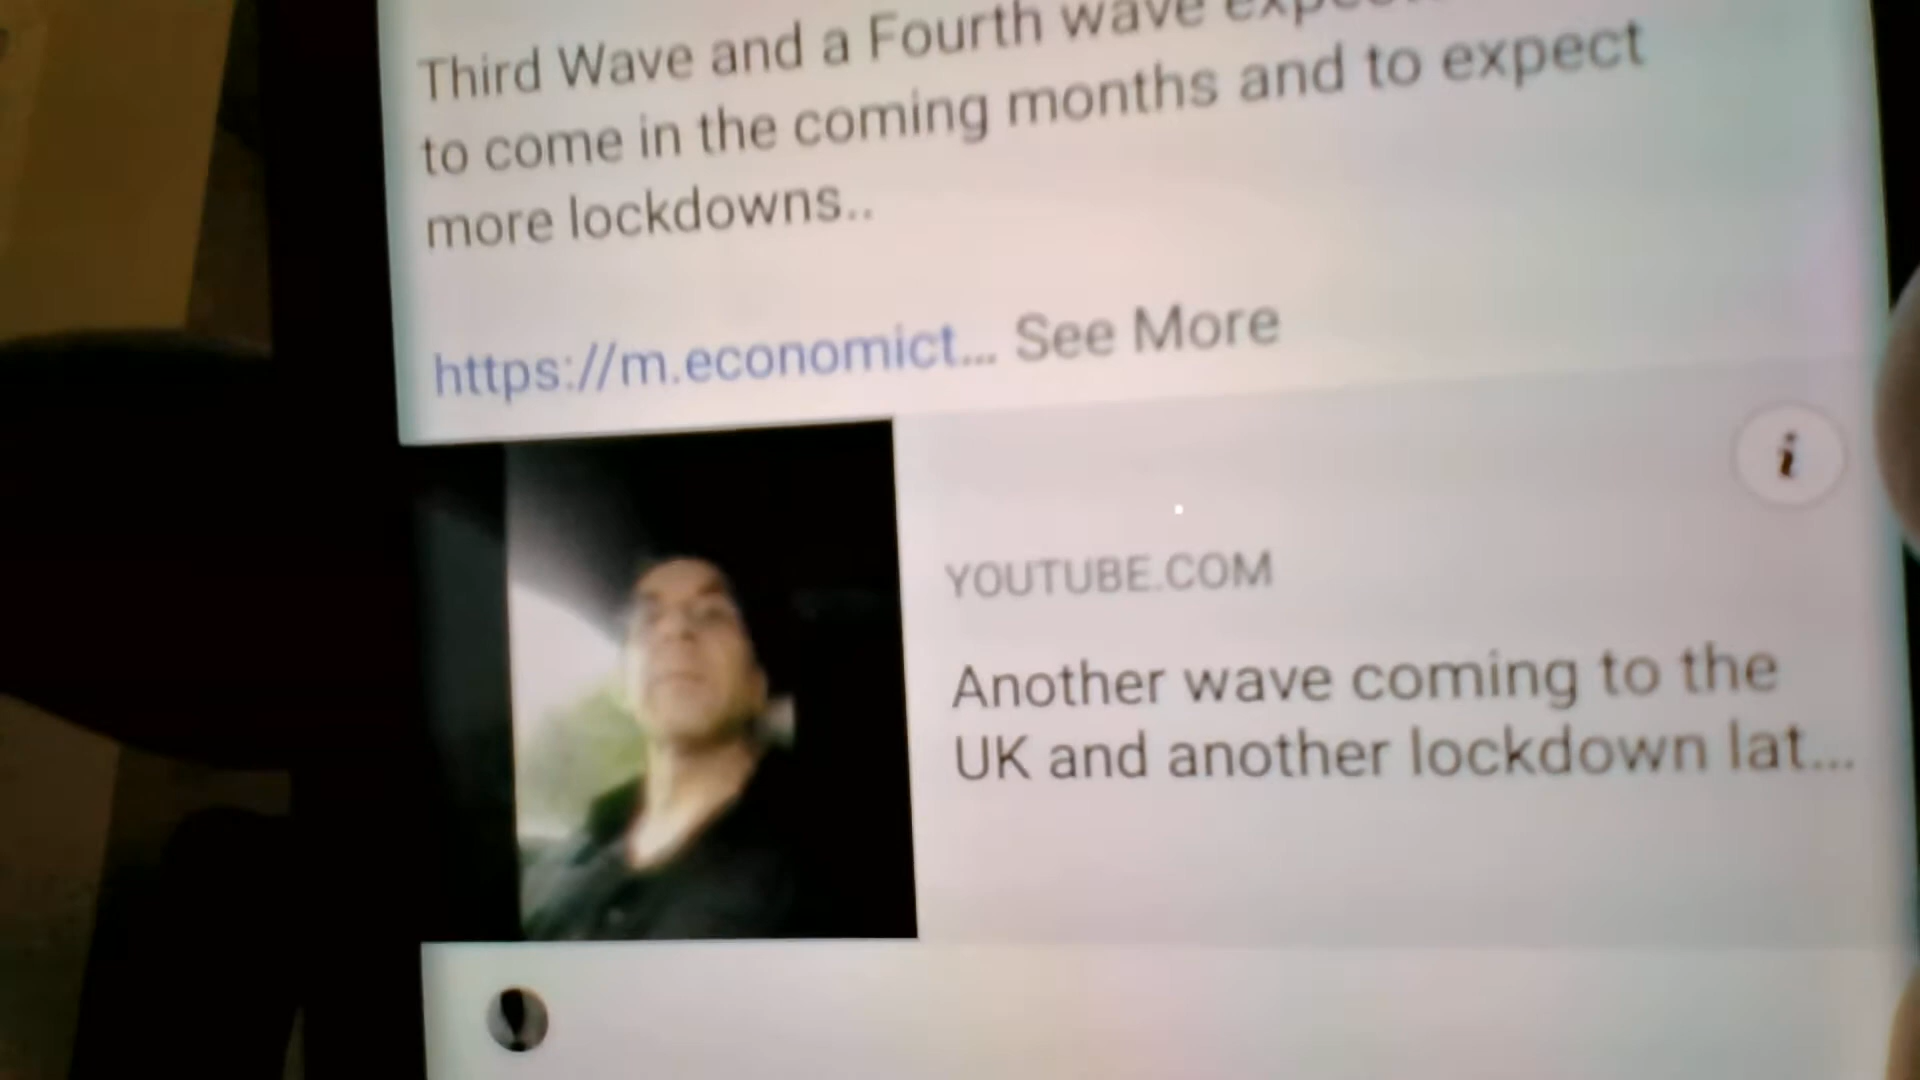 Third Wave and a Fourth wave
to come in the coming months and to expect
more lockdowns..
https://m.economict... See More
i
YOUTUBE.COM
Another wave coming to the
UK and another lockdown lat...